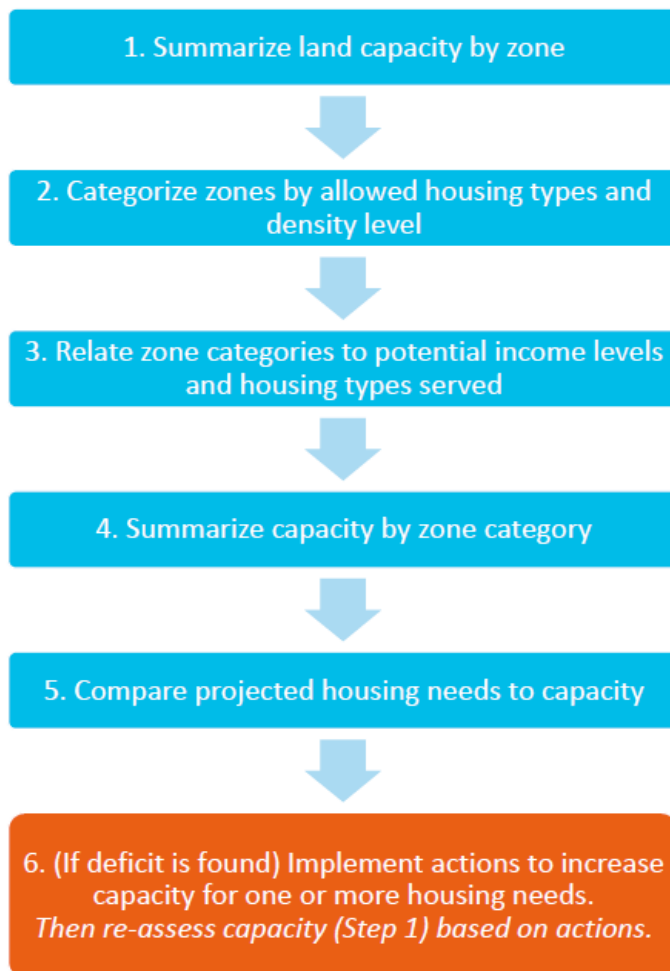 1. Summarize land capacity by zone
2. Categorize zones by allowed housing types and
density level
3. Relate zone categories to potential income levels
and housing types served
4. Summarize capacity by zone category
5. Compare projected housing needs to capacity
6. (If deficit is found) Implement actions to increase
capacity for one or more housing needs.
Then re-assess capacity (Step 1) based on actions.